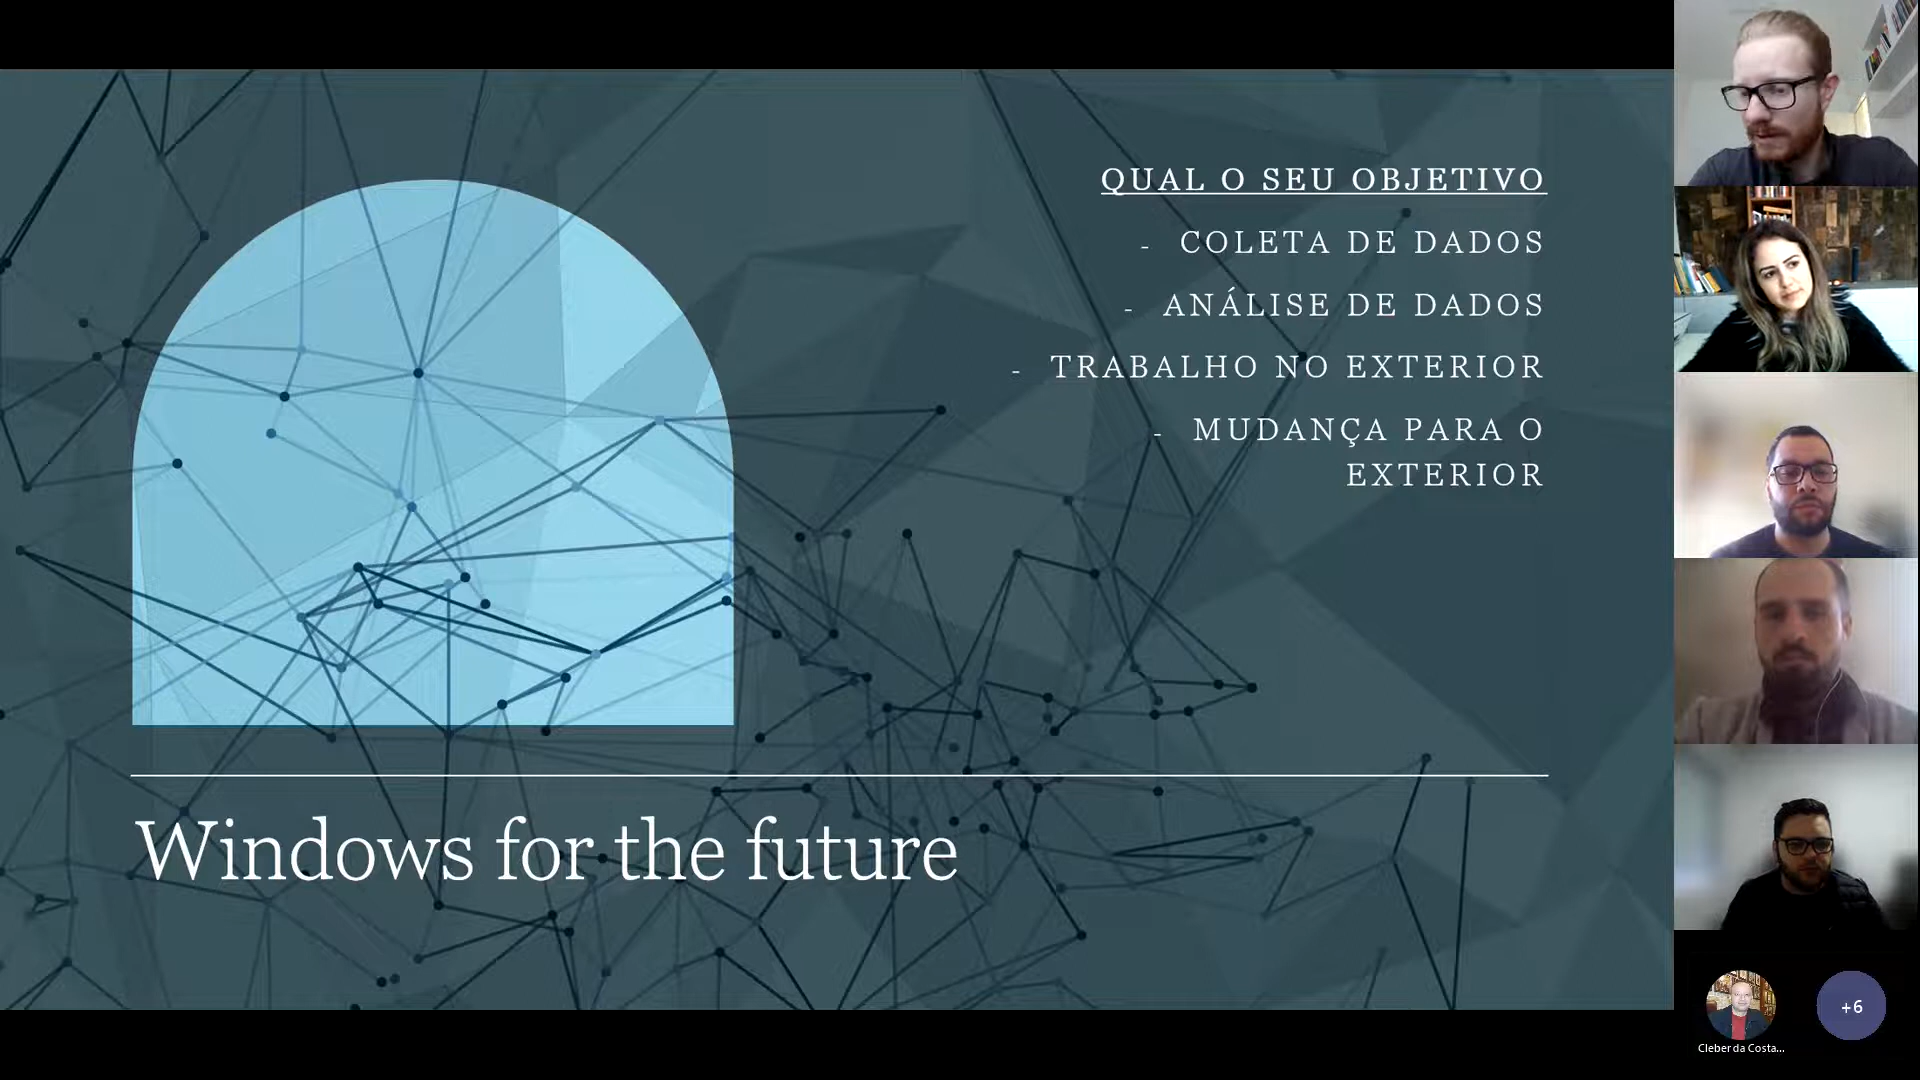 QUAL O SEU OBJETIVO
- COLETA DE DADOS
- ANÁLISE DE DADOS
- TRABALHO NO EXTERIOR
- MUDANÇA PARA O
EXTERIOR
Windows for the future
+6
Cleber da Costa...